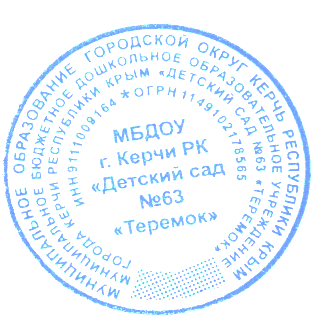 МУНИЦИПАЛЬНОЕ ОБРАЗОВАНИЕ ГОРОДСКОЙ ОКРУГ КЕРЧЬ РЕСПУБЛИКИ КРЫМ
МУНИЦИПАЛЬНОЕ БЮДЖЕТНОЕ ДОШКОЛЬНОЕ ОБРАЗОВАТЕЛЬНОЕ УЧРЕЖДЕНИЕ
ГОРОДА КЕРЧИ РЕСПУБЛИКИ КРЫМ «ДЕТСКИЙ САД №63 «ТЕРЕМОК»
ИНН 9111009164 * ОГРН 1149102178565
МБДОУ
г. Керчи РК
«Детский сад
№63
«Теремок»